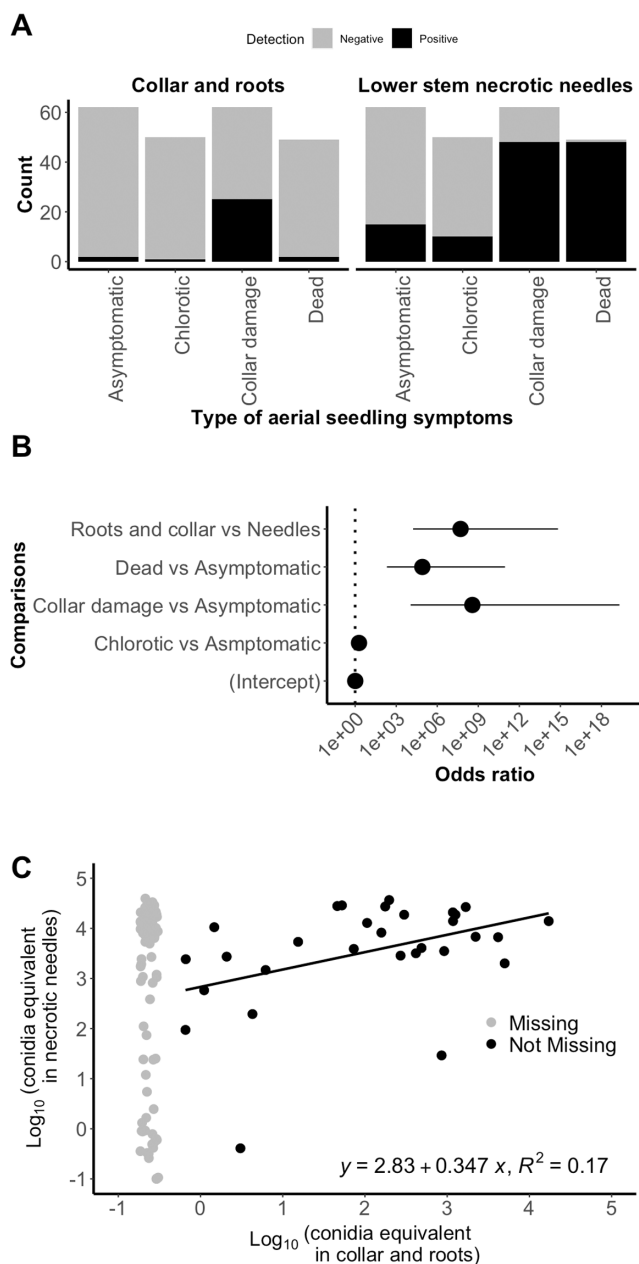 A
Detection Negative Positive
Collar and roots Lower stem necrotic needles
60
40
20
0
Count
Asymptomatic Chlorotic Collar damage Dead Asymptomatic Chlorotic Collar damage Dead
Type of aerial seedling symptoms
B
Comparisons
Roots and collar vs Needles
Dead vs Asymptomatic
Collar damage vs Asymptomatic
Chlorotic vs Asmptomatic
(Intercept)
1e+00 1e+03 1e+06 1e+09 1e+12 1e+15 1e+18
Odds ratio
C
Log10 (conidia equivalent
in necrotic needles)
5
4
3
2
1
0
-1
Missing
Not Missing
y = 2.83 + 0.347 x, R² = 0.17
-1 0 1 2 3 4 5
Log10 (conidia equivalent
in collar and roots)